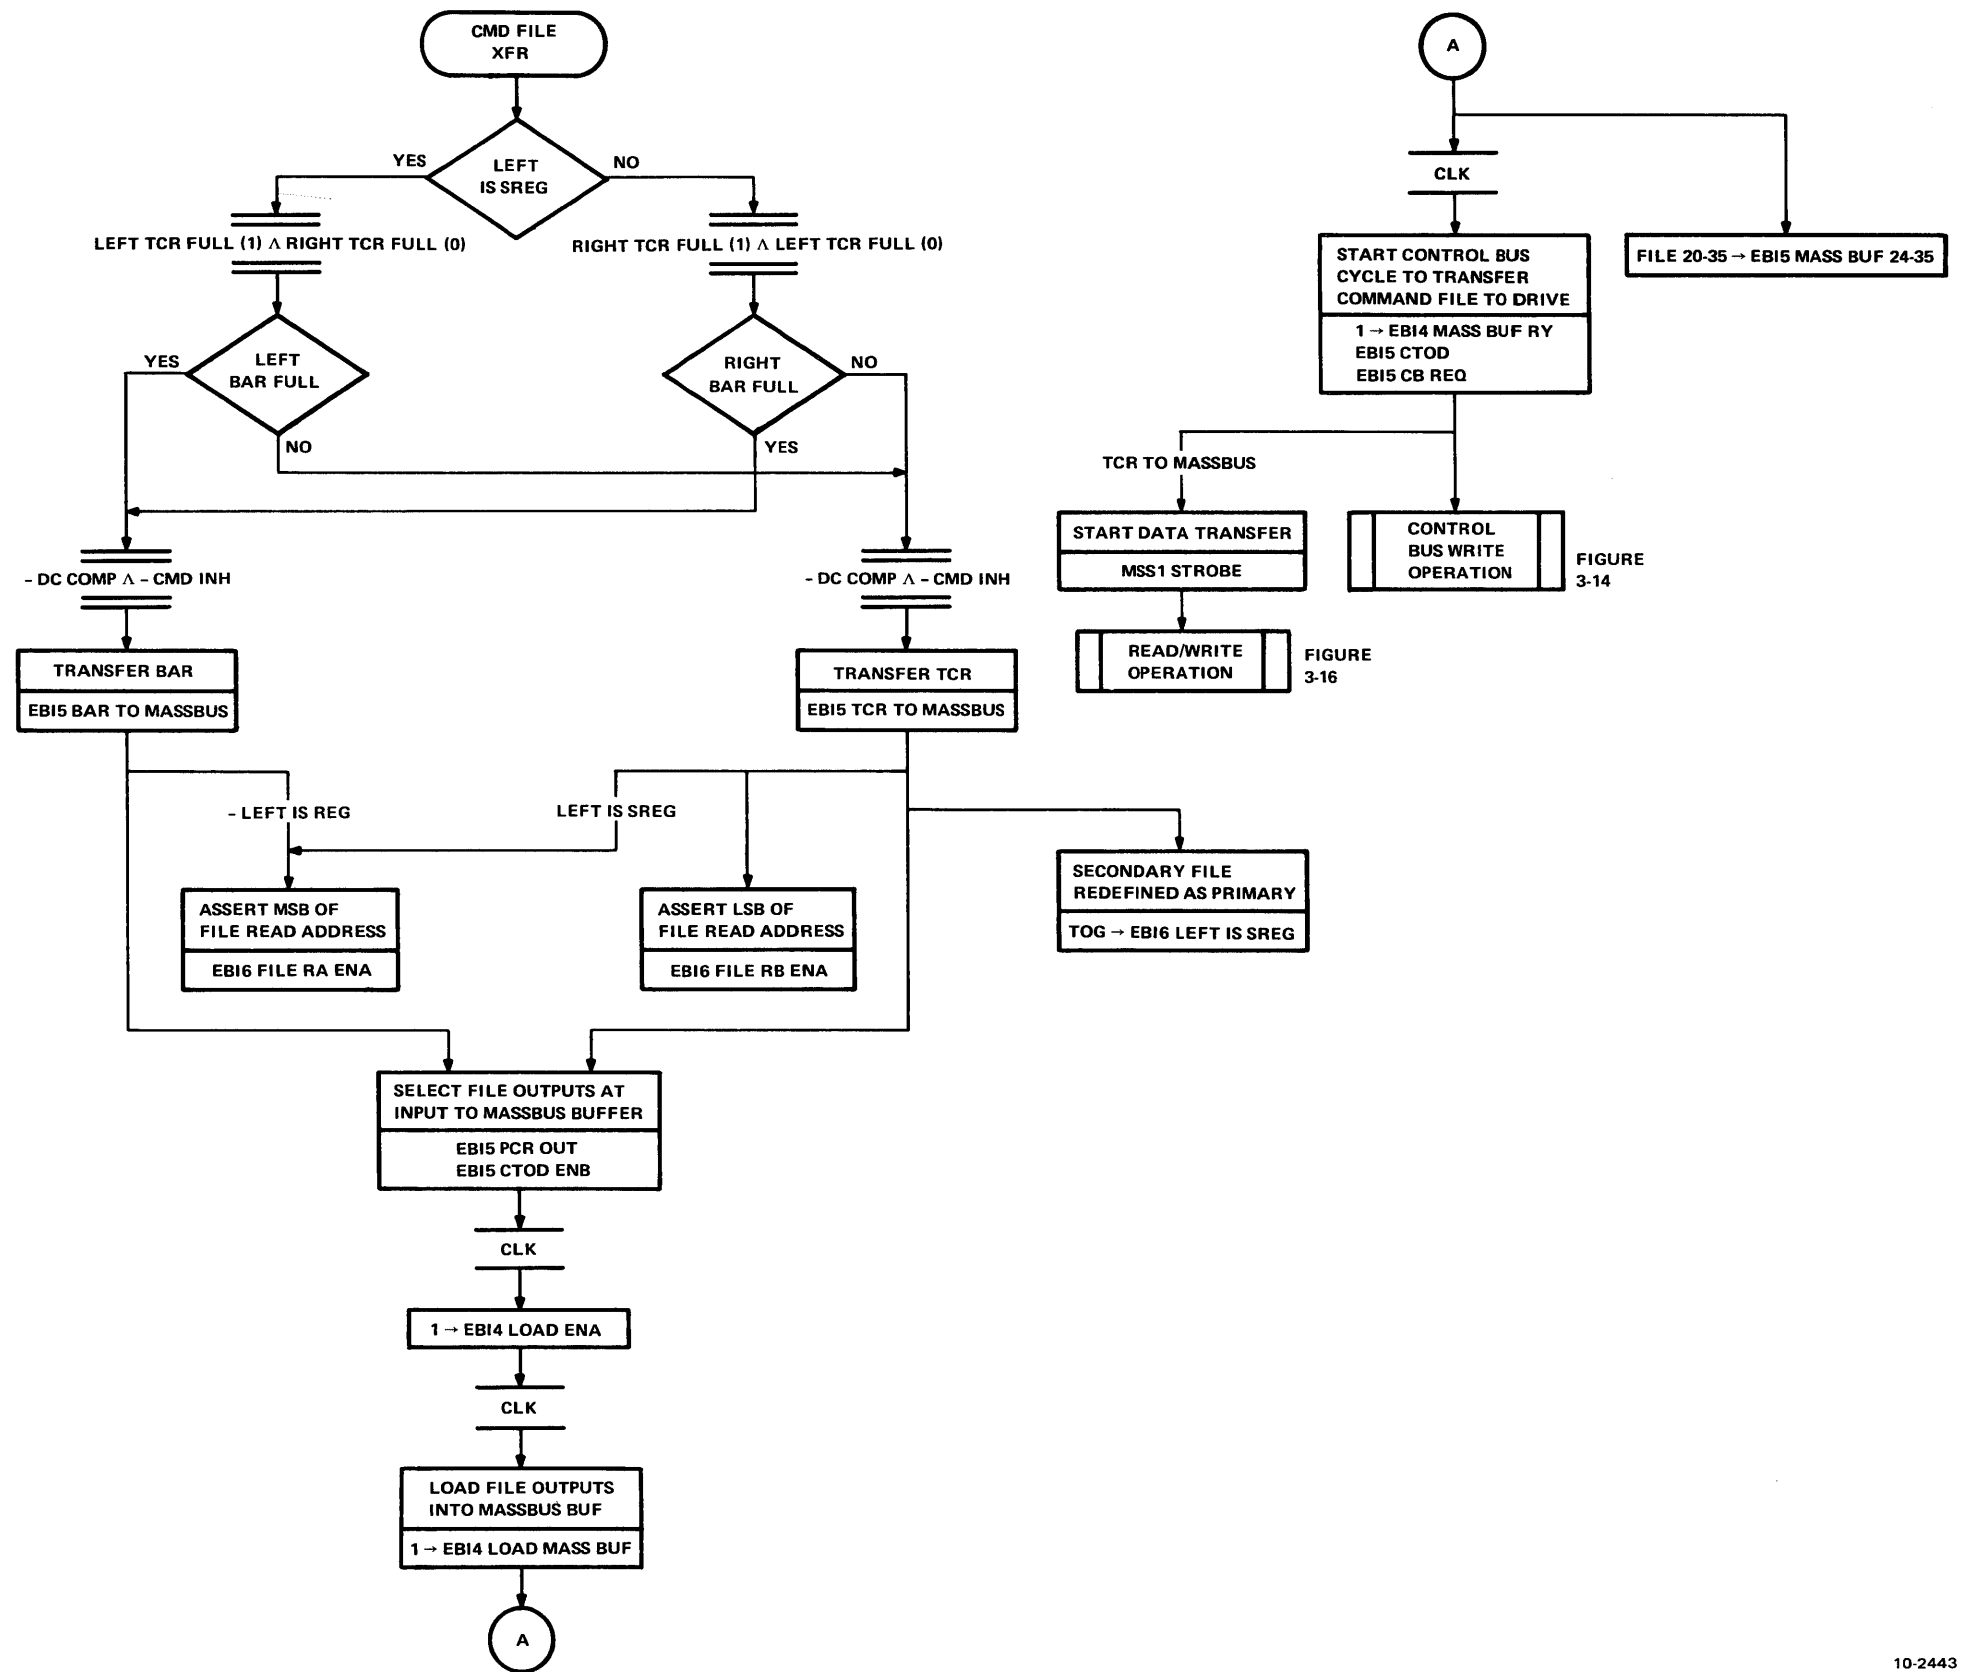 CMD FILE
XFR
LEFT
IS SREG
YES
NO
LEFT TCR FULL (1) Λ RIGHT TCR FULL (0)
RIGHT TCR FULL (1) Λ LEFT TCR FULL (0)
LEFT
BAR FULL
YES
NO
RIGHT
BAR FULL
NO
YES
– DC COMP Λ – CMD INH
– DC COMP Λ – CMD INH
TRANSFER BAR
EBI5 BAR TO MASSBUS
TRANSFER TCR
EBI5 TCR TO MASSBUS
– LEFT IS REG
LEFT IS SREG
ASSERT MSB OF
FILE READ ADDRESS
EBI6 FILE RA ENA
ASSERT LSB OF
FILE READ ADDRESS
EBI6 FILE RB ENA
SECONDARY FILE
REDEFINED AS PRIMARY
TOG → EBI6 LEFT IS SREG
SELECT FILE OUTPUTS AT
INPUT TO MASSBUS BUFFER
EBI5 PCR OUT
EBI5 CTOD ENB
CLK
1 → EBI4 LOAD ENA
CLK
LOAD FILE OUTPUTS
INTO MASSBUS BUF
1 → EBI4 LOAD MASS BUF
A
A
CLK
START CONTROL BUS
CYCLE TO TRANSFER
COMMAND FILE TO DRIVE
1 → EBI4 MASS BUF RY
EBI5 CTOD
EBI5 CB REQ
FILE 20-35 → EBI5 MASS BUF 24-35
TCR TO MASSBUS
START DATA TRANSFER
MSS1 STROBE
READ/WRITE
OPERATION
FIGURE
3-16
CONTROL
BUS WRITE
OPERATION
FIGURE
3-14
10-2443